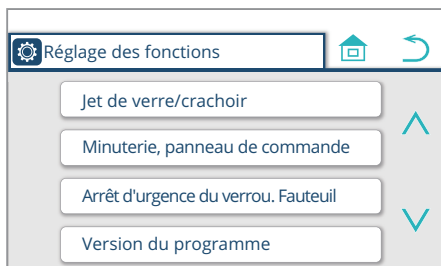 Réglage des fonctions
Jet de verre/crachoir
Minuterie, panneau de commande
Arrêt d'urgence du verrou. Fauteuil
Version du programme